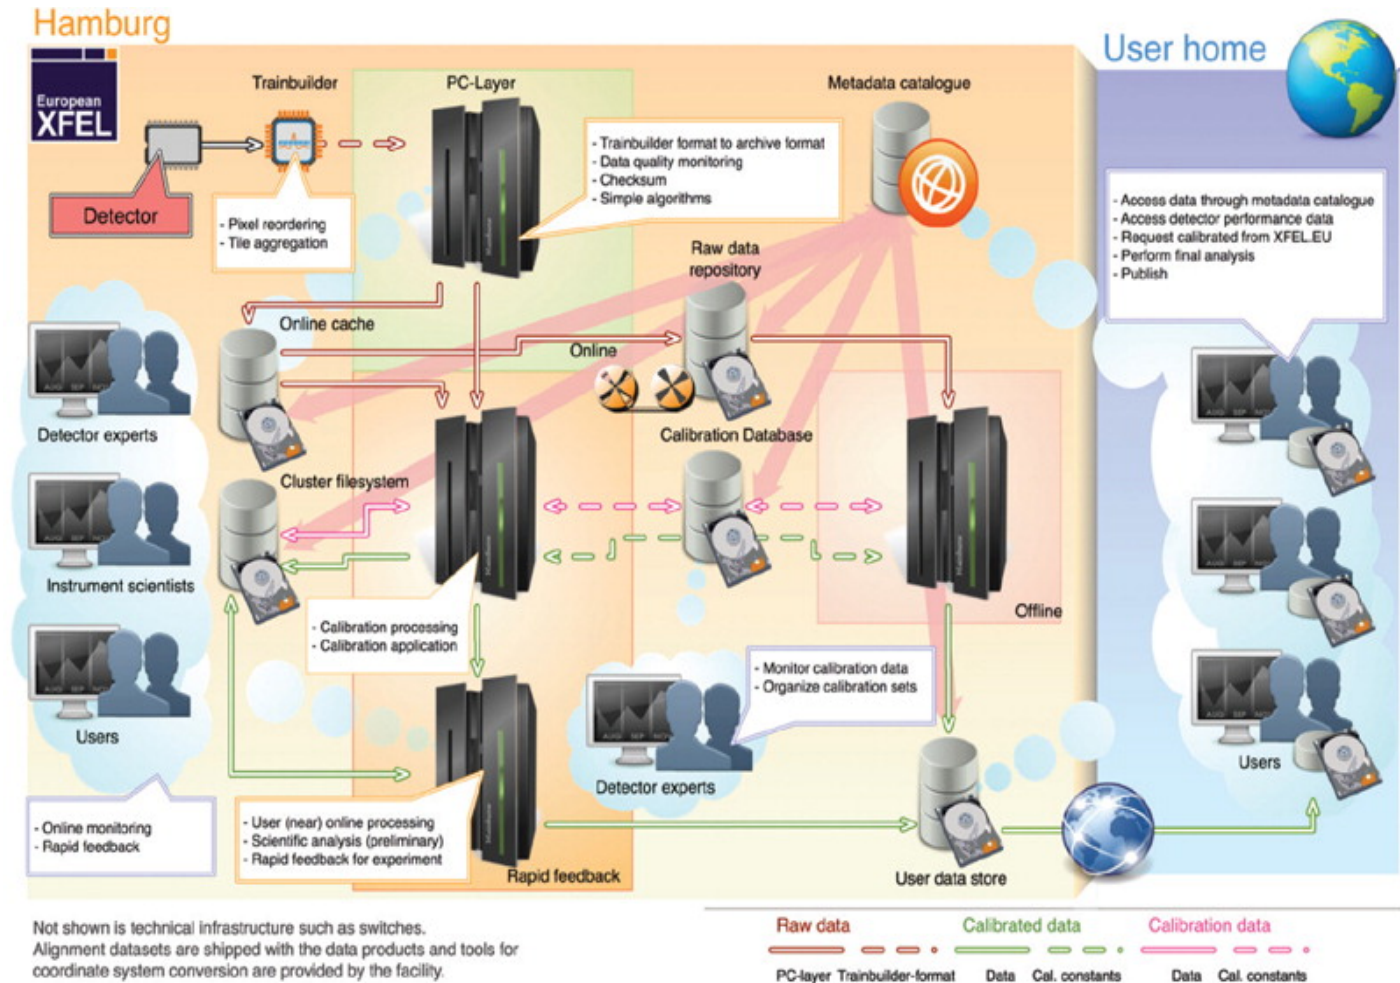 Hamburg
European
XFEL
Trainbuilder
PC-Layer
Metadata catalogue
User home
Detector
- Pixel reordering
- Tile aggregation
- Trainbuilder format to archive format
- Data quality monitoring
- Checksum
- Simple algorithms
- Access data through metadata catalogue
- Access detector performance data
- Request calibrated from XFEL.EU
- Perform final analysis
- Publish
Raw data
repository
Online cache
Online
Detector experts
Calibration Database
Cluster filesystem
Instrument scientists
- Calibration processing
- Calibration application
Offline
- Monitor calibration data
- Organize calibration sets
Users
Detector experts
Users
- Online monitoring
- Rapid feedback
- User (near) online processing
- Scientific analysis (preliminary)
- Rapid feedback for experiment
Rapid feedback
User data store
Not shown is technical infrastructure such as switches.
Alignment datasets are shipped with the data products and tools for
coordinate system conversion are provided by the facility.
Raw data
Calibrated data
Calibration data
PC-layer Trainbuilder-format
Data Cal. constants
Data Cal. constants